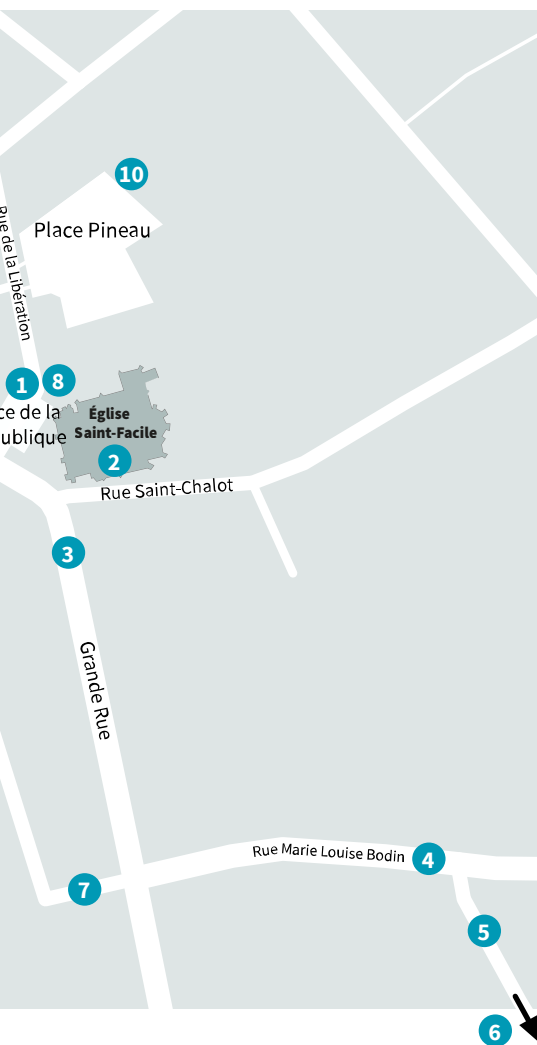 10
Place Pineau
Rue de la Libération
1
8
ce de la
ublique
Église
Saint-Facile
2
Rue Saint-Chalot
3
Grande Rue
Rue Marie Louise Bodin
4
7
5
6